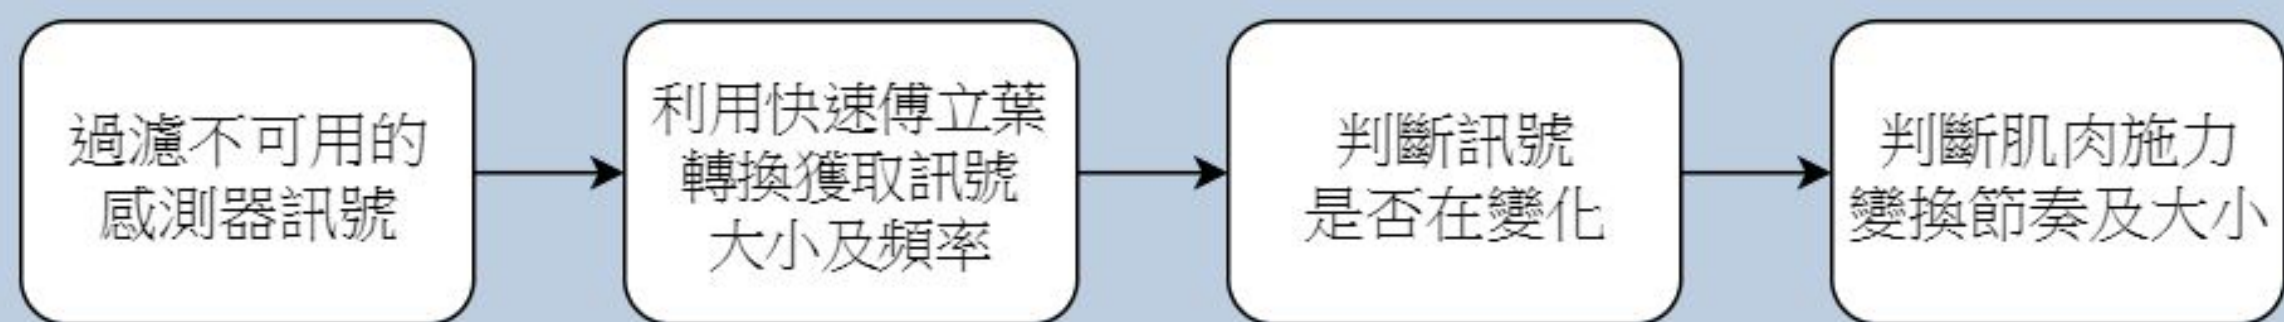 過濾不可用的
感測器訊號
利用快速傅立葉
轉換獲取訊號
大小及頻率
判斷訊號
是否在變化
判斷肌肉施力
變換節奏及大小